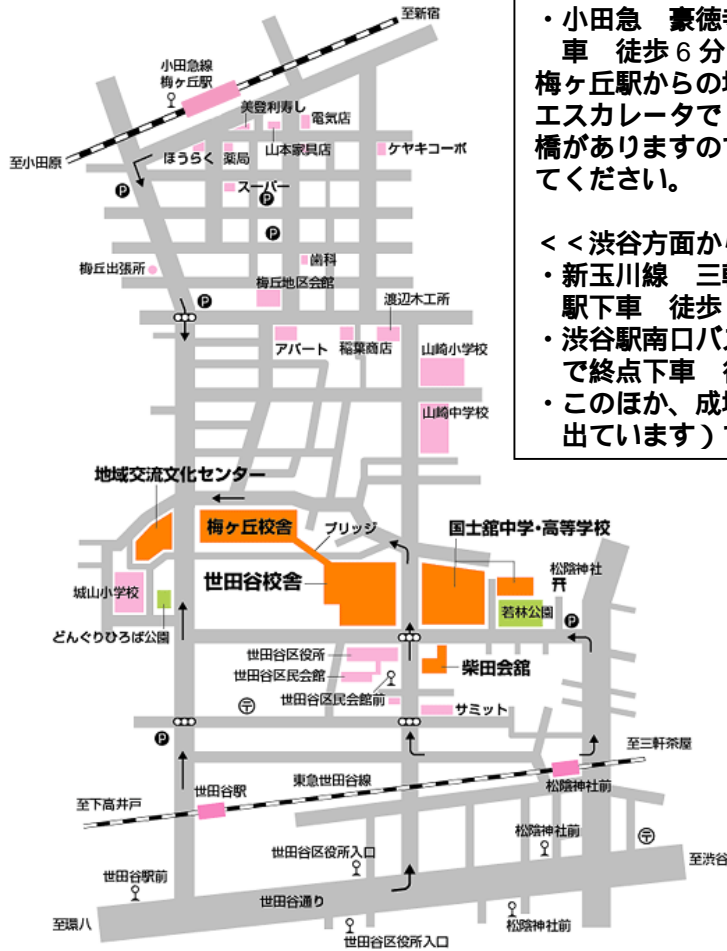 至新宿
小田急線
梅ヶ丘駅
至小田原
美登利寿し
電気店
ほうらく
薬局
山本家具店
ケヤキコーポ
P
スーパー
P
P
歯科
梅丘出張所
梅丘地区会館
P
渡辺木工所
アパート
稲葉商店
山崎小学校
山崎中学校
地域交流文化センター
梅ヶ丘校舎
ブリッジ
国士舘中学・高等学校
世田谷校舎
松陰神社
城山小学校
若林公園
P
どんぐりひろば公園
世田谷区役所
世田谷区民会館
柴田会舘
世田谷区民会館前
サミット
P
至三軒茶屋
東急世田谷線
世田谷駅
松陰神社前
至下高井戸
松陰神社前
世田谷区役所入口
至渋谷
世田谷駅前
世田谷通り
至環八
松陰神社前
世田谷区役所入口
・小田急　豪徳
車　徒歩６分
梅ヶ丘駅からの
エスカレータで
橋がありますので
てください。
＜＜渋谷方面か
・新玉川線　三
駅下車　徒歩
・渋谷駅南口バ
で終点下車
・このほか、成
出ています）